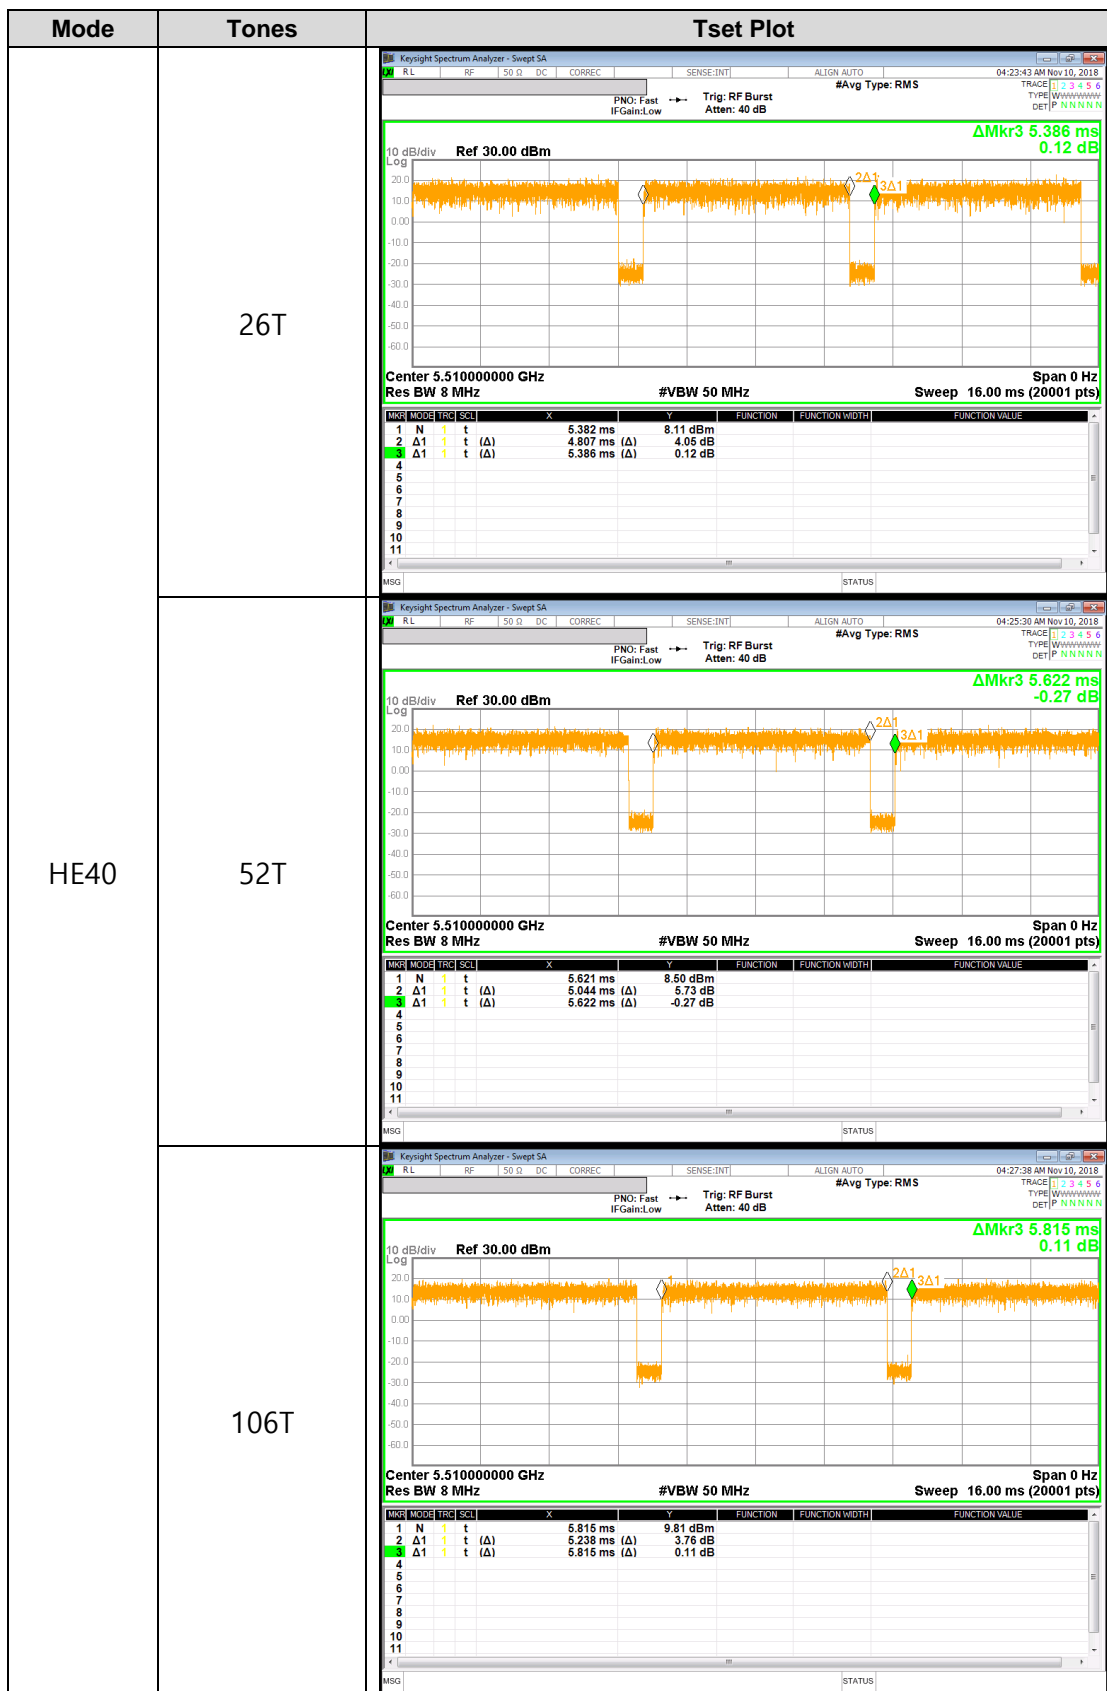 Mode Tones Tset Plot
HE40
26T
Keysight Spectrum Analyzer - Swept SA
RL RF 50 Ω DC CORREC SENSE:INT ALIGN AUTO 04:23:43 AM Nov 10, 2018
#Avg Type: RMS TRACE 1 2 3 4 5 6
PNO: Fast Trig: RF Burst TYPE W
IFGain:Low Atten: 40 dB DET P N N N N N
ΔMkr3 5.386 ms
0.12 dB
10 dB/div Ref 30.00 dBm
Log
20.0
10.0
0.00
-10.0
-20.0
-30.0
-40.0
-50.0
-60.0
2Δ1
3Δ1
Center 5.510000000 GHz Span 0 Hz
Res BW 8 MHz #VBW 50 MHz Sweep 16.00 ms (20001 pts)
MKR MODE TRC SCL X Y FUNCTION FUNCTION WIDTH FUNCTION VALUE
1 N 1 t 5.382 ms 8.11 dBm
2 Δ1 1 t (Δ) 4.807 ms (Δ) 4.05 dB
3 Δ1 1 t (Δ) 5.386 ms (Δ) 0.12 dB
4
5
6
7
8
9
10
11
MSG STATUS
52T
Keysight Spectrum Analyzer - Swept SA
RL RF 50 Ω DC CORREC SENSE:INT ALIGN AUTO 04:25:30 AM Nov 10, 2018
#Avg Type: RMS TRACE 1 2 3 4 5 6
PNO: Fast Trig: RF Burst TYPE W
IFGain:Low Atten: 40 dB DET P N N N N N
ΔMkr3 5.622 ms
-0.27 dB
10 dB/div Ref 30.00 dBm
Log
20.0
10.0
0.00
-10.0
-20.0
-30.0
-40.0
-50.0
-60.0
2Δ1
3Δ1
Center 5.510000000 GHz Span 0 Hz
Res BW 8 MHz #VBW 50 MHz Sweep 16.00 ms (20001 pts)
MKR MODE TRC SCL X Y FUNCTION FUNCTION WIDTH FUNCTION VALUE
1 N 1 t 5.621 ms 8.50 dBm
2 Δ1 1 t (Δ) 5.044 ms (Δ) 5.73 dB
3 Δ1 1 t (Δ) 5.622 ms (Δ) -0.27 dB
4
5
6
7
8
9
10
11
MSG STATUS
106T
Keysight Spectrum Analyzer - Swept SA
RL RF 50 Ω DC CORREC SENSE:INT ALIGN AUTO 04:27:38 AM Nov 10, 2018
#Avg Type: RMS TRACE 1 2 3 4 5 6
PNO: Fast Trig: RF Burst TYPE W
IFGain:Low Atten: 40 dB DET P N N N N N
ΔMkr3 5.815 ms
0.11 dB
10 dB/div Ref 30.00 dBm
Log
20.0
10.0
0.00
-10.0
-20.0
-30.0
-40.0
-50.0
-60.0
1
2Δ1
3Δ1
Center 5.510000000 GHz Span 0 Hz
Res BW 8 MHz #VBW 50 MHz Sweep 16.00 ms (20001 pts)
MKR MODE TRC SCL X Y FUNCTION FUNCTION WIDTH FUNCTION VALUE
1 N 1 t 5.815 ms 9.81 dBm
2 Δ1 1 t (Δ) 5.238 ms (Δ) 3.76 dB
3 Δ1 1 t (Δ) 5.815 ms (Δ) 0.11 dB
4
5
6
7
8
9
10
11
MSG STATUS